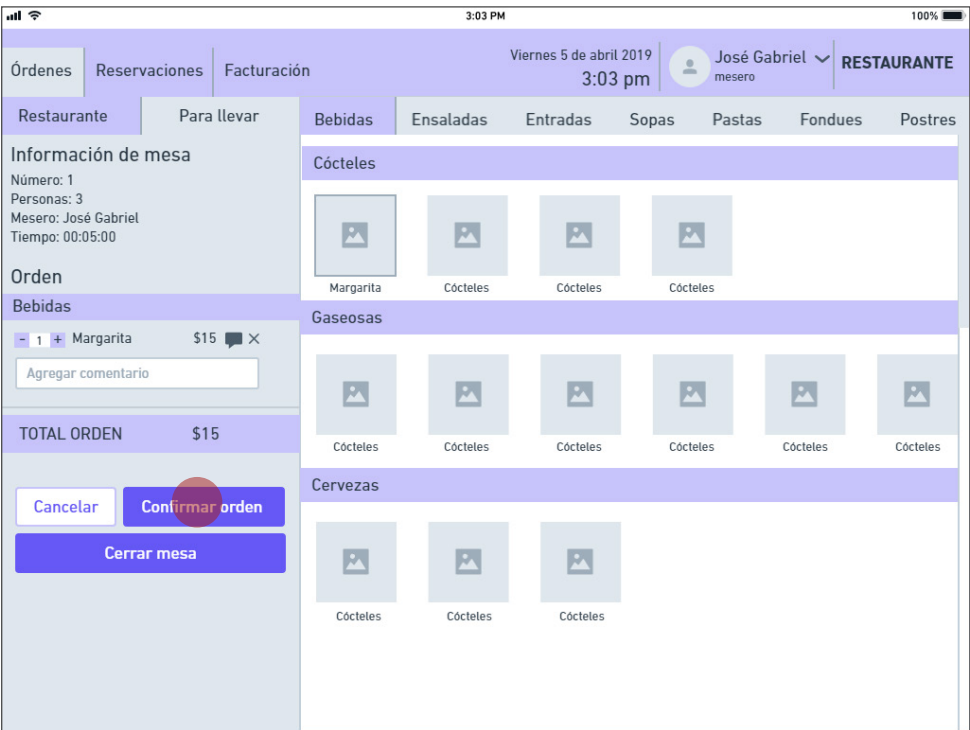 3:03 PM
100%
Órdenes
Reservaciones
Facturación
Viernes 5 de abril 2019
3:03 pm
José Gabriel
mesero
RESTAURANTE
Restaurante
Para llevar
Bebidas
Ensaladas
Entradas
Sopas
Pastas
Fondues
Postres
Información de mesa
Número: 1
Personas: 3
Mesero: José Gabriel
Tiempo: 00:05:00
Orden
Bebidas
- 1 + Margarita $15 ×
Agregar comentario
TOTAL ORDEN $15
Cancelar
Confirmar orden
Cerrar mesa
Cócteles
Margarita
Cócteles
Cócteles
Cócteles
Gaseosas
Cócteles
Cócteles
Cócteles
Cócteles
Cócteles
Cócteles
Cervezas
Cócteles
Cócteles
Cócteles